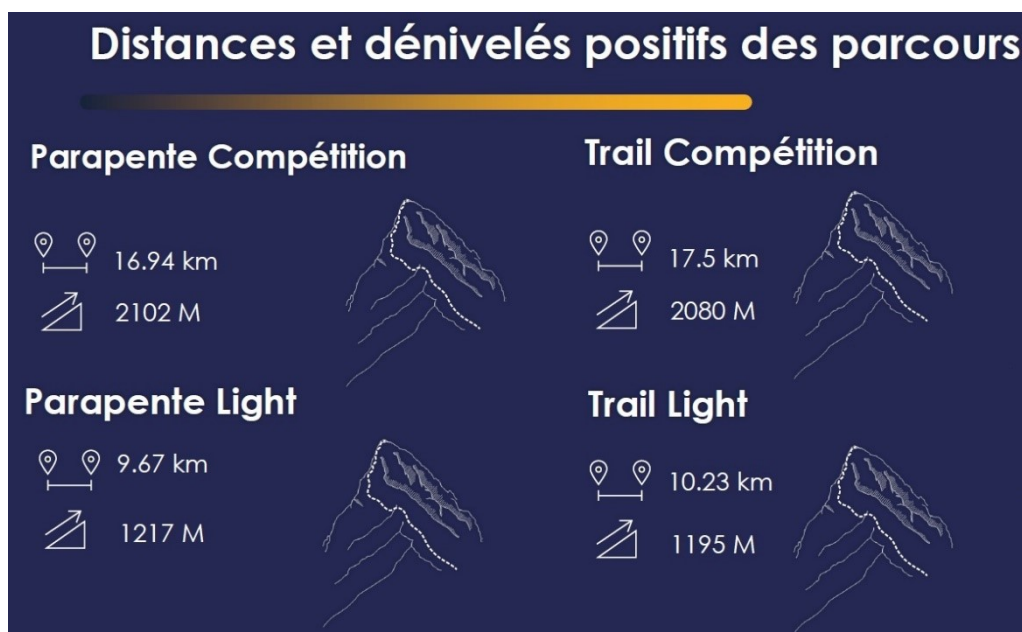 Distances et dénivelés positifs des parcours
Parapente Compétition
16.94 km
2102 M
Trail Compétition
17.5 km
2080 M
Parapente Light
9.67 km
1217 M
Trail Light
10.23 km
1195 M